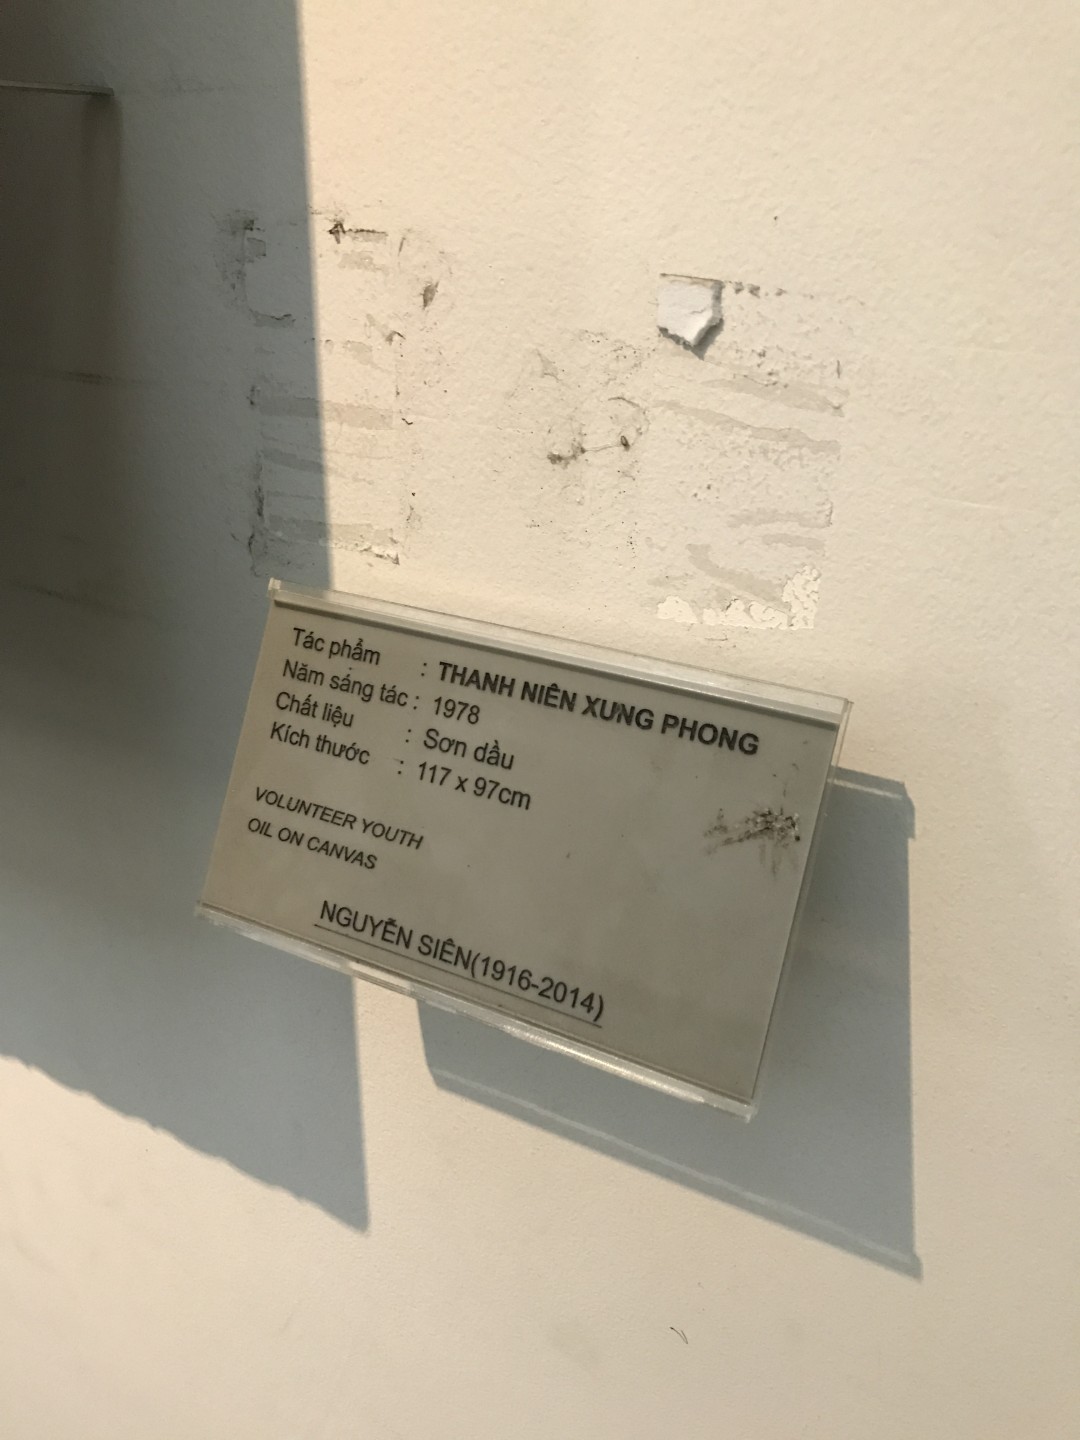 Tác phẩm : THANH NIÊN XƯNG PHONG
Năm sáng tác : 1978
Chất liệu : Sơn dầu
Kích thước : 117 x 97cm
VOLUNTEER YOUTH
OIL ON CANVAS
NGUYỄN SIÊN(1916-2014)